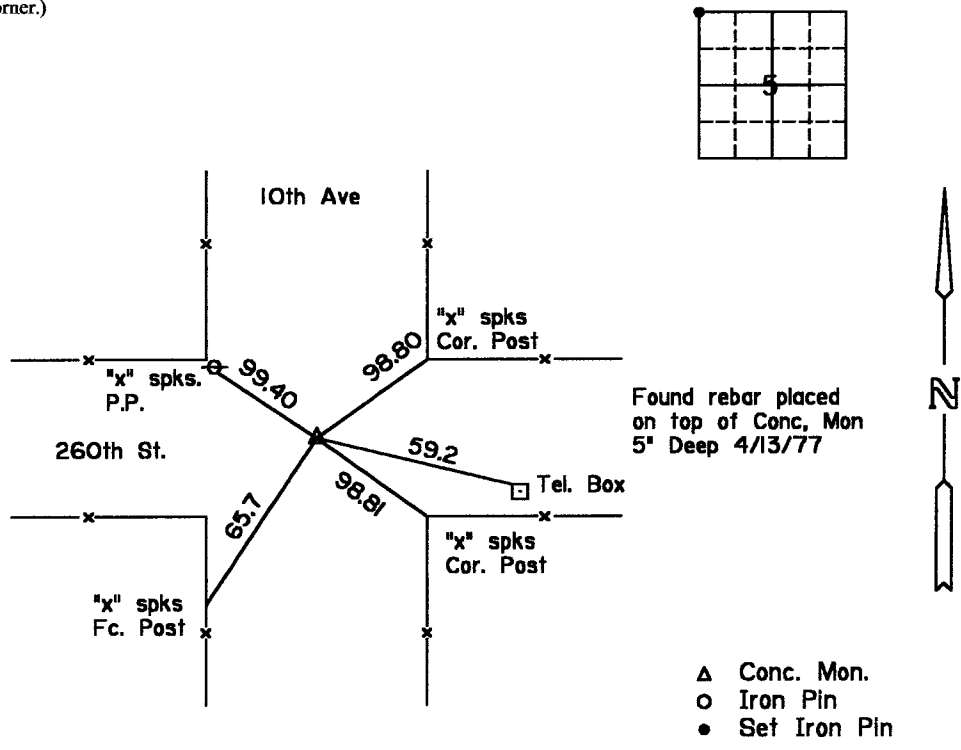 orner.)
5
10th Ave
"x" spks
Cor. Post
98.80
99.40
"x" spks.
P.P.
N
Found rebar placed
on top of Conc, Mon
5" Deep 4/13/77
260th St.
59.2
Tel. Box
98.81
65.7
"x" spks
Cor. Post
"x" spks
Fc. Post
Conc. Mon.
Iron Pin
Set Iron Pin